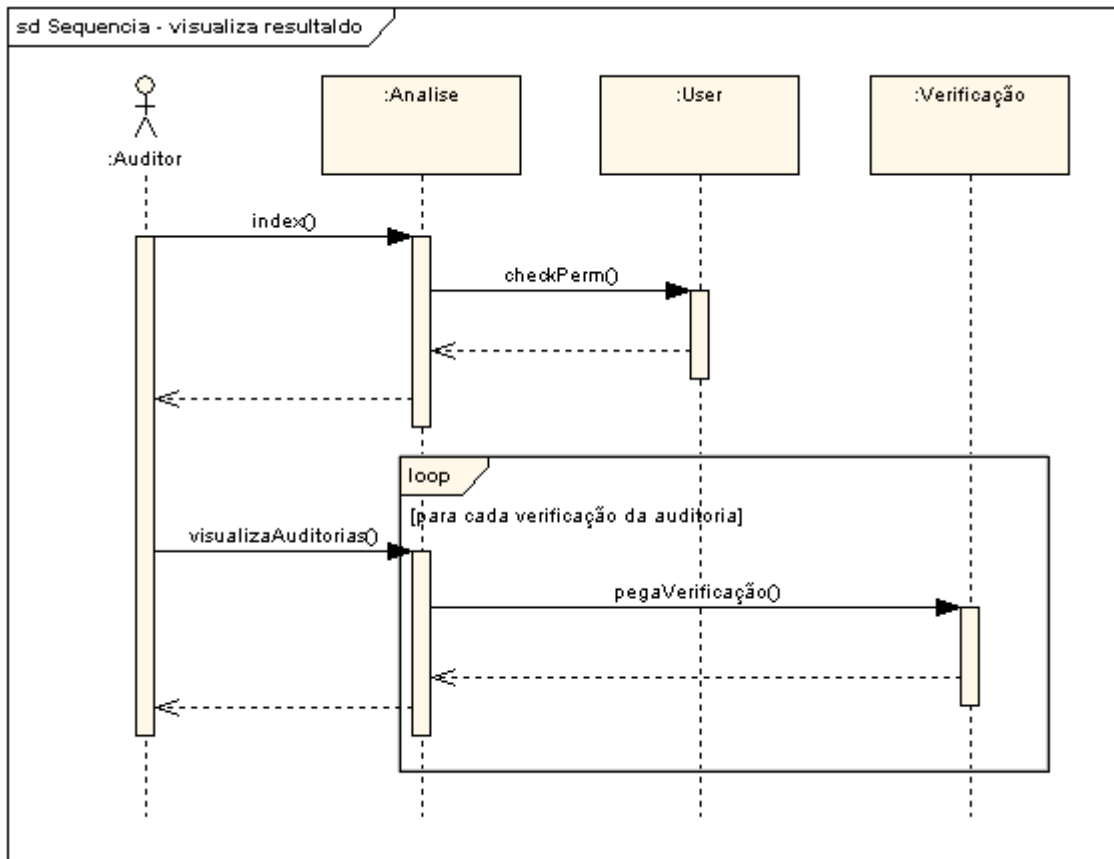 sd Sequencia - visualiza resultaldo
:Auditor
:Analise
:User
:Verificação
index()
checkPerm()
loop
[para cada verificação da auditoria]
visualizaAuditorias()
pegaVerificação()